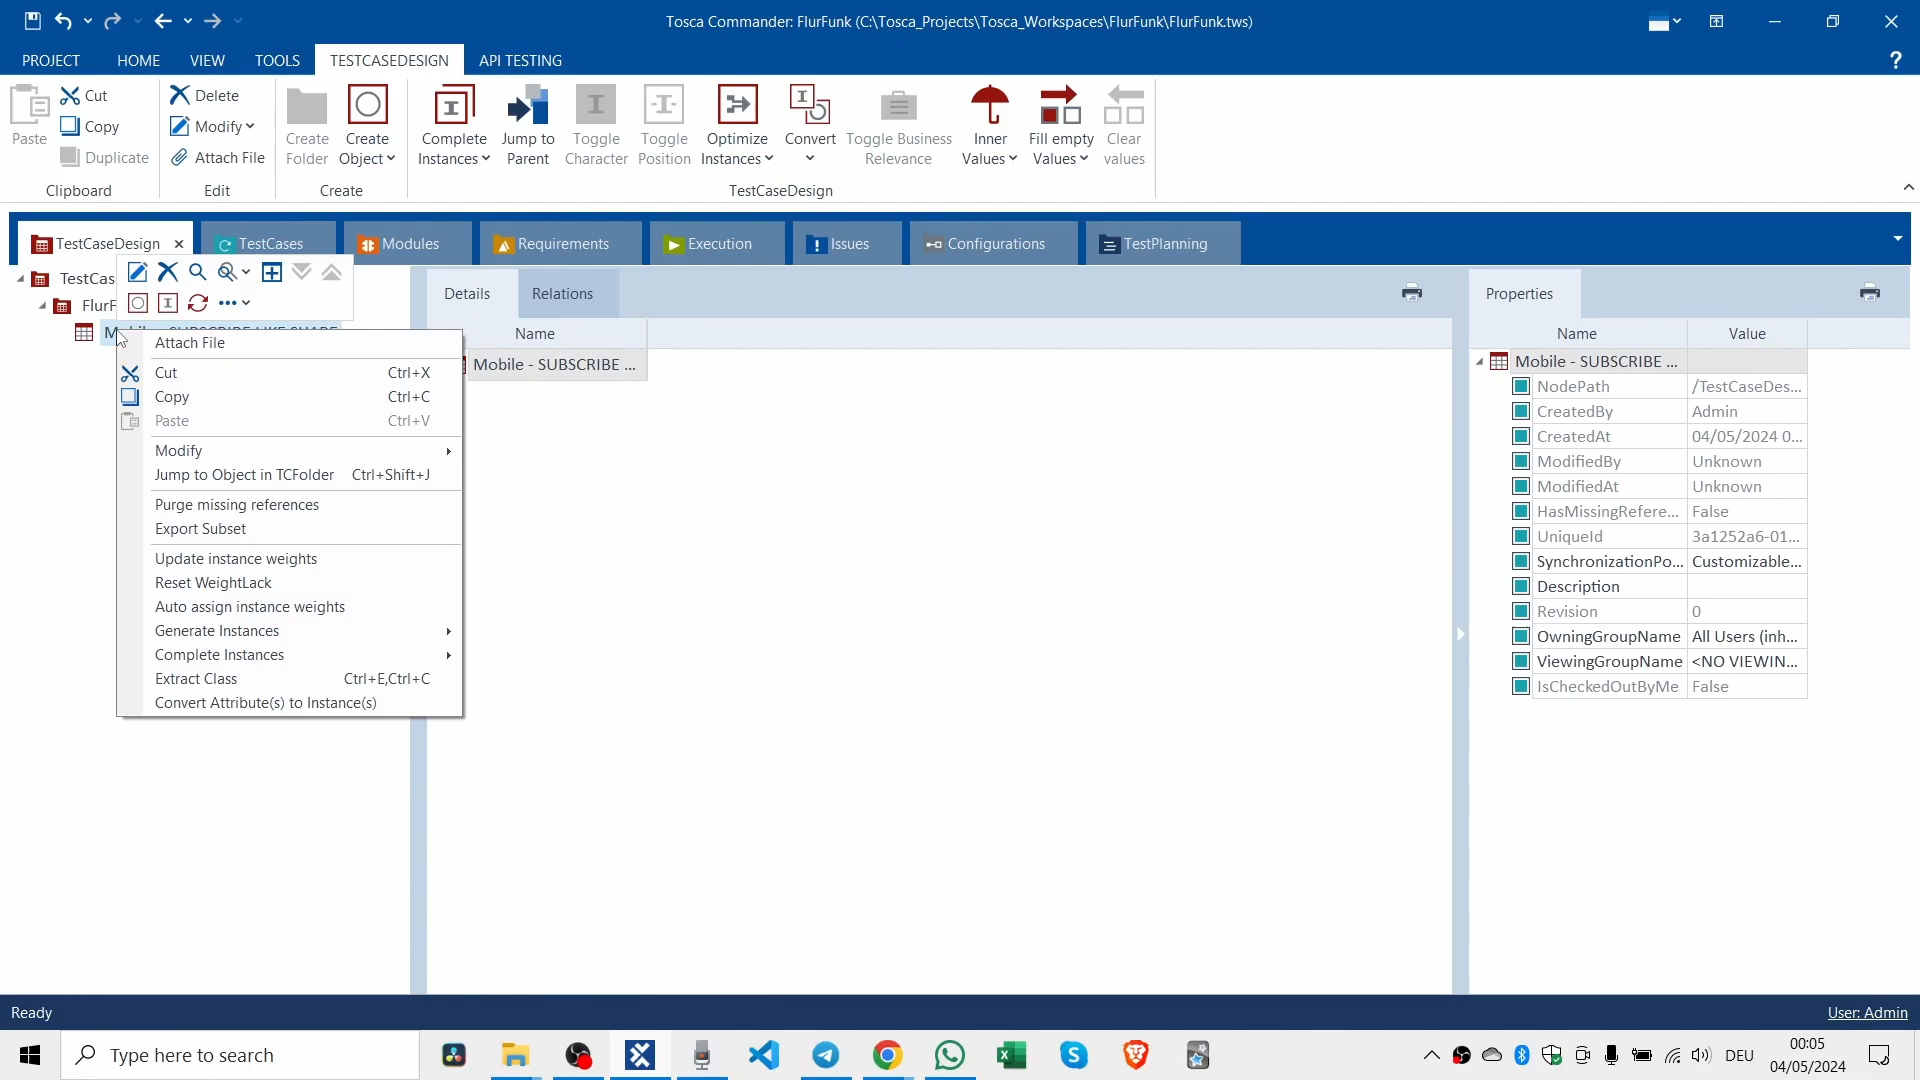 Tosca Commander: FlurFunk (C:\Tosca_Projects\Tosca_Workspaces\FlurFunk\FlurFunk.tws)
PROJECT HOME VIEW TOOLS TESTCASEDESIGN API TESTING ?
Paste
Cut
Copy
Duplicate
Clipboard
Delete
Modify
Attach File
Edit
Create Folder
Create Object
Create
Complete Instances
Jump to Parent
Toggle Character
Toggle Position
Optimize Instances
Convert
Toggle Business Relevance
Inner Values
Fill empty Values
Clear values
TestCaseDesign
TestCaseDesign TestCases Modules Requirements Execution Issues Configurations TestPlanning
TestCas
FlurF
Attach File
Cut Ctrl+X
Copy Ctrl+C
Paste Ctrl+V
Modify
Jump to Object in TCFolder Ctrl+Shift+J
Purge missing references
Export Subset
Update instance weights
Reset WeightLack
Auto assign instance weights
Generate Instances
Complete Instances
Extract Class Ctrl+E,Ctrl+C
Convert Attribute(s) to Instance(s)
Details Relations
Name
Mobile - SUBSCRIBE ...
Properties
Name Value
Mobile - SUBSCRIBE ...
NodePath /TestCaseDes...
CreatedBy Admin
CreatedAt 04/05/2024 0...
ModifiedBy Unknown
ModifiedAt Unknown
HasMissingRefere... False
UniqueId 3a1252a6-01...
SynchronizationPo... Customizable...
Description
Revision 0
OwningGroupName All Users (inh...
ViewingGroupName <NO VIEWIN...
IsCheckedOutByMe False
Ready
User: Admin
Type here to search
DEU
00:05
04/05/2024